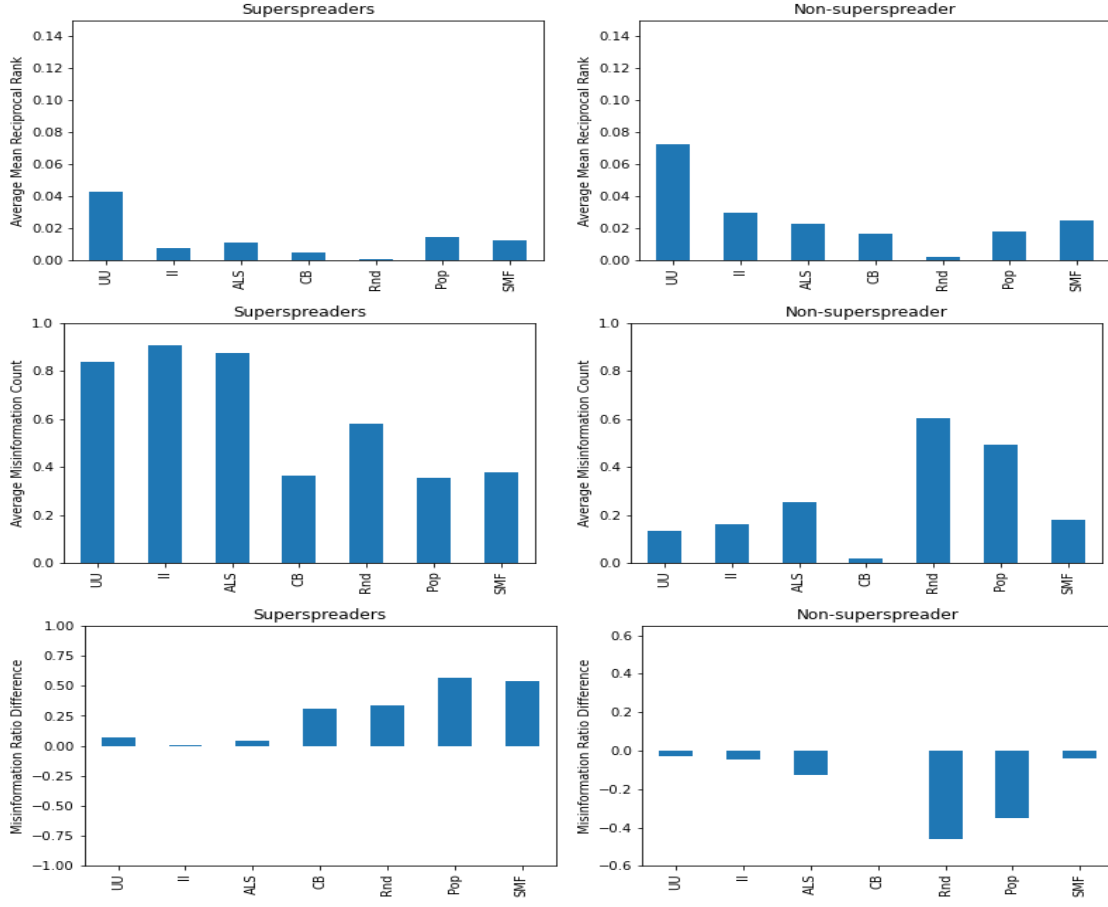 Superspreaders
Average Mean Reciprocal Rank
0.14
0.12
0.10
0.08
0.06
0.04
0.02
0.00
UU
II
ALS
CB
Rnd
Pop
SMF
Non-superspreader
Average Mean Reciprocal Rank
0.14
0.12
0.10
0.08
0.06
0.04
0.02
0.00
UU
II
ALS
CB
Rnd
Pop
SMF
Superspreaders
Average Misinformation Count
1.0
0.8
0.6
0.4
0.2
0.0
UU
II
ALS
CB
Rnd
Pop
SMF
Non-superspreader
Average Misinformation Count
1.0
0.8
0.6
0.4
0.2
0.0
UU
II
ALS
CB
Rnd
Pop
SMF
Superspreaders
Misinformation Ratio Difference
1.00
0.75
0.50
0.25
0.00
−0.25
−0.50
−0.75
−1.00
UU
II
ALS
CB
Rnd
Pop
SMF
Non-superspreader
Misinformation Ratio Difference
0.6
0.4
0.2
0.0
−0.2
−0.4
−0.6
UU
II
ALS
CB
Rnd
Pop
SMF